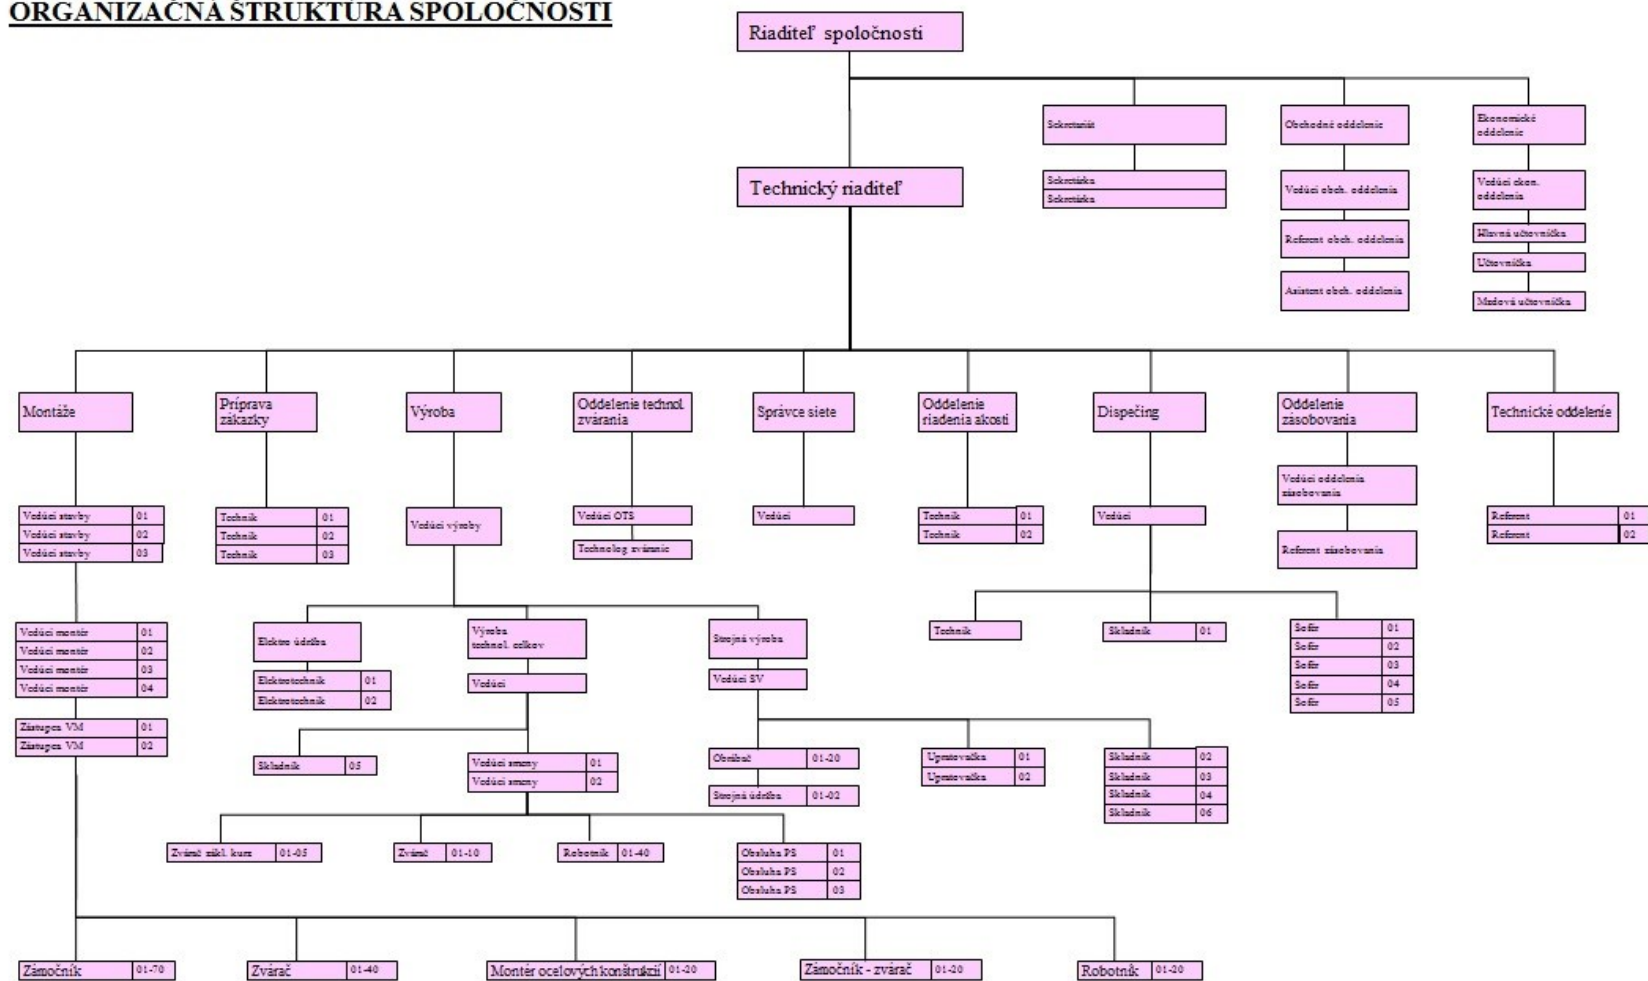 ORGANIZAČNÁ ŠTRUKTÚRA SPOLOČNOSTI
Riaditeľ spoločnosti
Sekretariát
Obchodné oddelenie
Ekonomické
oddelenie
Technický riaditeľ
Sekretárka
Sekretárka
Vedúci obch. oddelenia
Referent obch. oddelenia
Asistent obch. oddelenia
Vedúci ekon.
oddelenia
Hlavná učtovníčka
Učtovníčka
Mzdová učtovníčka
Montáže
Príprava
zákazky
Výroba
Oddelenie technol.
zvárania
Správce siete
Oddelenie
riadenia akosti
Dispečing
Oddelenie
zásobovania
Technické oddelenie
Vedúci stavby 01
Vedúci stavby 02
Vedúci stavby 03
Technik 01
Technik 02
Technik 03
Vedúci výroby
Vedúci OTS
Technolog zváranie
Vedúci
Technik 01
Technik 02
Vedúci
Vedúci oddelenia
zásobovania
Referent zásobovania
Referent 01
Referent 02
Vedúci montér 01
Vedúci montér 02
Vedúci montér 03
Vedúci montér 04
Zástupca VM 01
Zástupca VM 02
Elektro údržba
Elektrotechnik 01
Elektrotechnik 02
Výroba
technol. celkov
Vedúci
Strojná výroba
Vedúci SV
Technik
Skladník 01
Šofér 01
Šofér 02
Šofér 03
Šofér 04
Šofér 05
Skladník 05
Vedúci smeny 01
Vedúci smeny 02
Obrábač 01-20
Strojná údržba 01-02
Upratovačka 01
Upratovačka 02
Skladník 02
Skladník 03
Skladník 04
Skladník 06
Zvárač zákl. kurz 01-05
Zvárač 01-10
Robotník 01-40
Obsluha PS 01
Obsluha PS 02
Obsluha PS 03
Zámočník 01-70
Zvárač 01-40
Montér ocelových konštrukcií 01-20
Zámočník - zvárač 01-20
Robotník 01-20